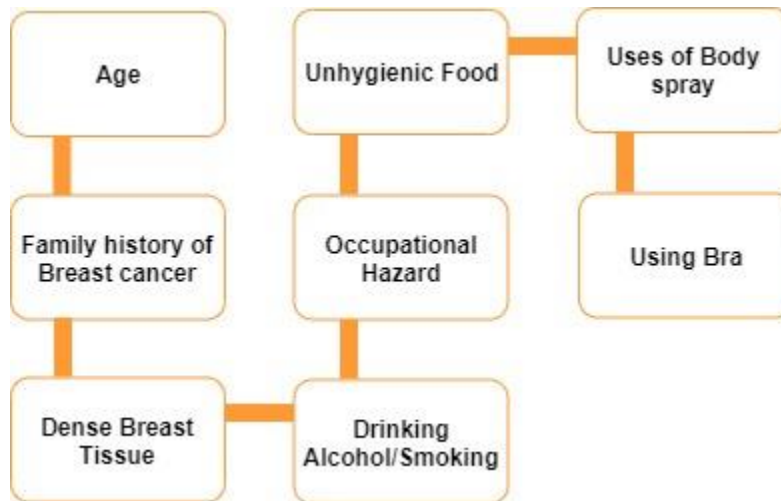 Age
Family history of
Breast cancer
Dense Breast
Tissue
Drinking
Alcohol/Smoking
Occupational
Hazard
Unhygienic Food
Uses of Body
spray
Using Bra